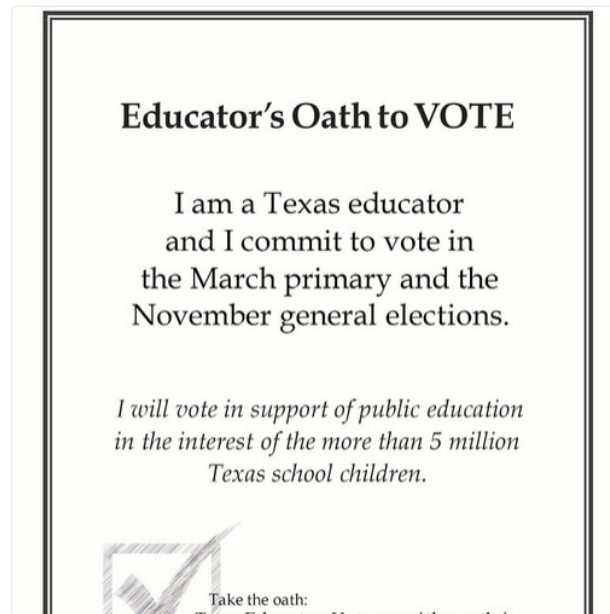 Educator's Oath to VOTE
I am a Texas educator
and I commit to vote in
the March primary and the
November general elections.
I will vote in support of public education
in the interest of the more than 5 million
Texas school children.
Take the oath: